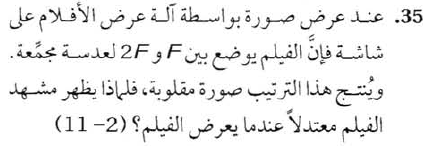 35. عند عرض صورة بواسطة آلة عرض الأفلام على
شاشة فإنَّ الفيلم يوضع بين F و 2F لعدسة مجمِّعة.
ويُنتج هذا الترتيب صورة مقلوبة، فلماذا يظهر مشهد
الفيلم معتدلاً عندما يعرض الفيلم؟ (2–11)